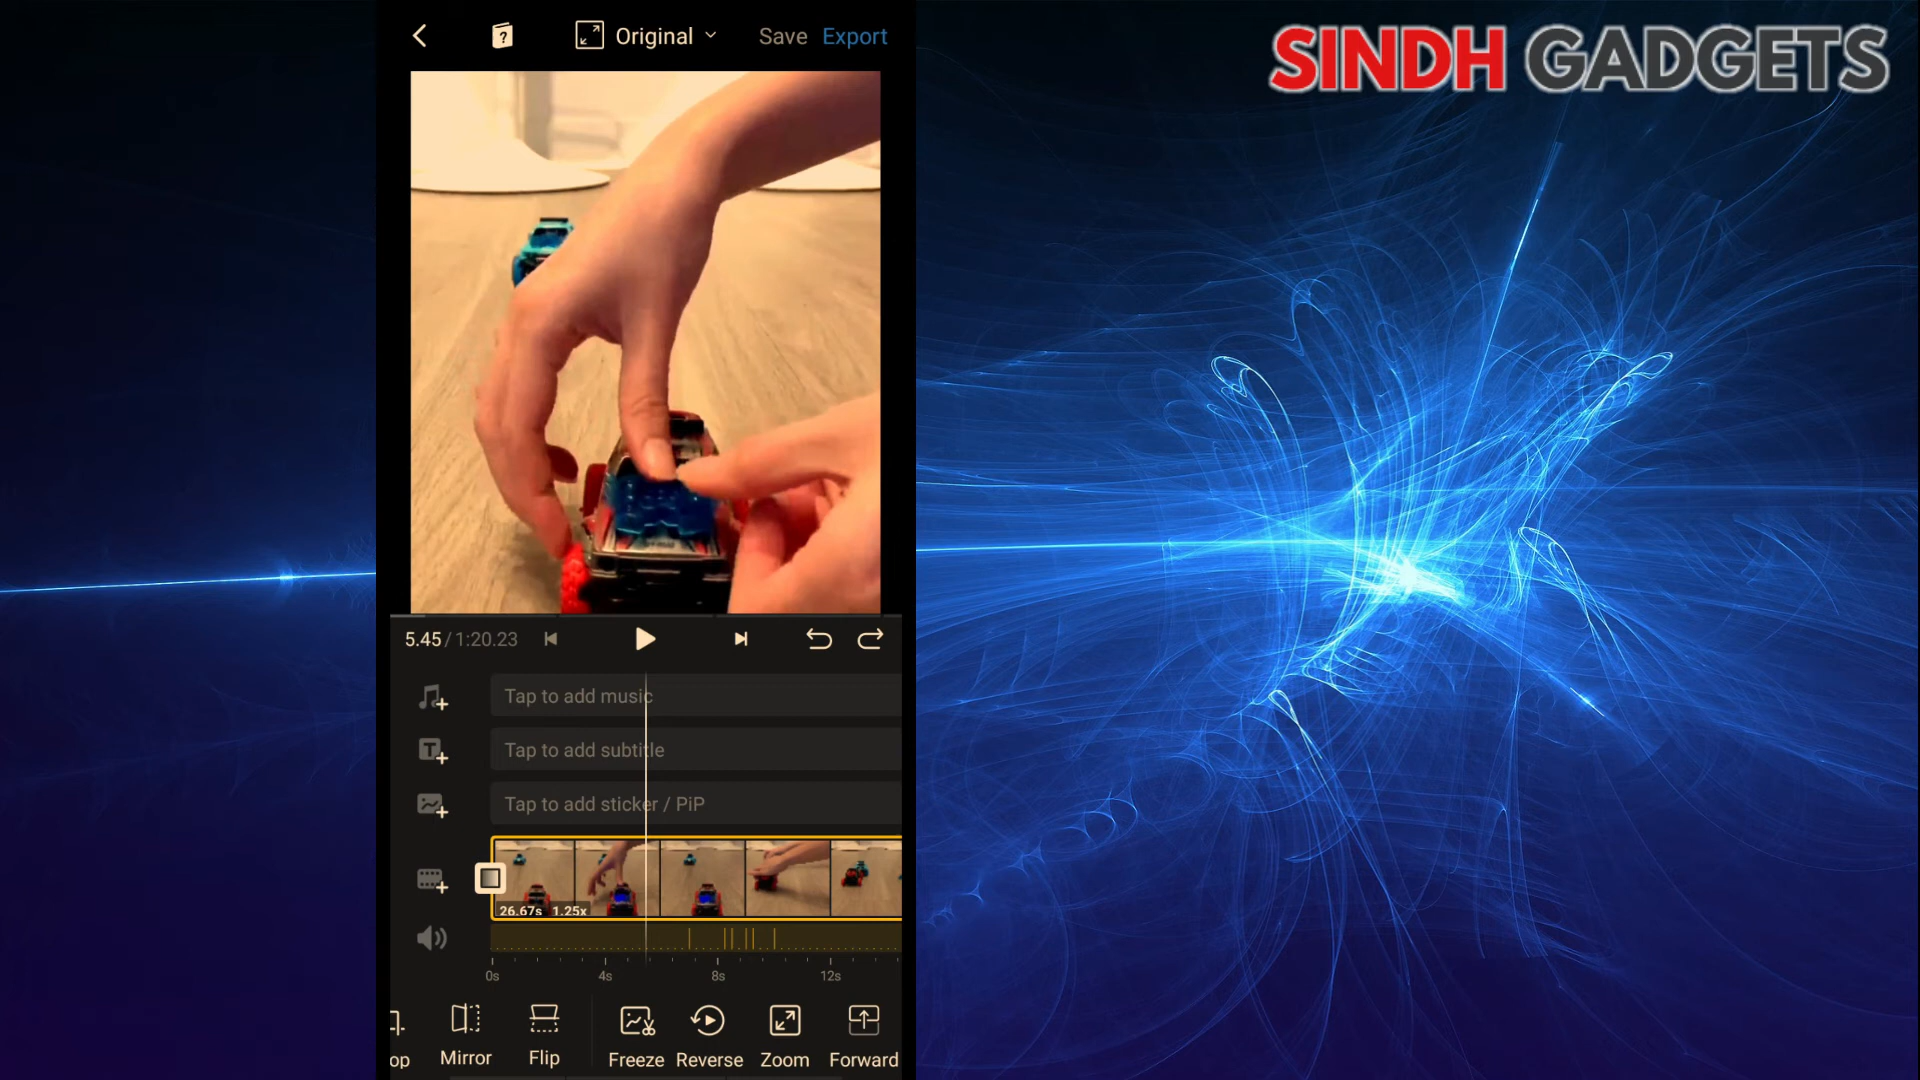 Original
Save
Export
SINDH GADGETS
5.45/1:20.23
Tap to add music
Tap to add subtitle
Tap to add sticker / PiP
26.67s 1.25x
0s 4s 8s 12s
op Mirror Flip Freeze Reverse Zoom Forward